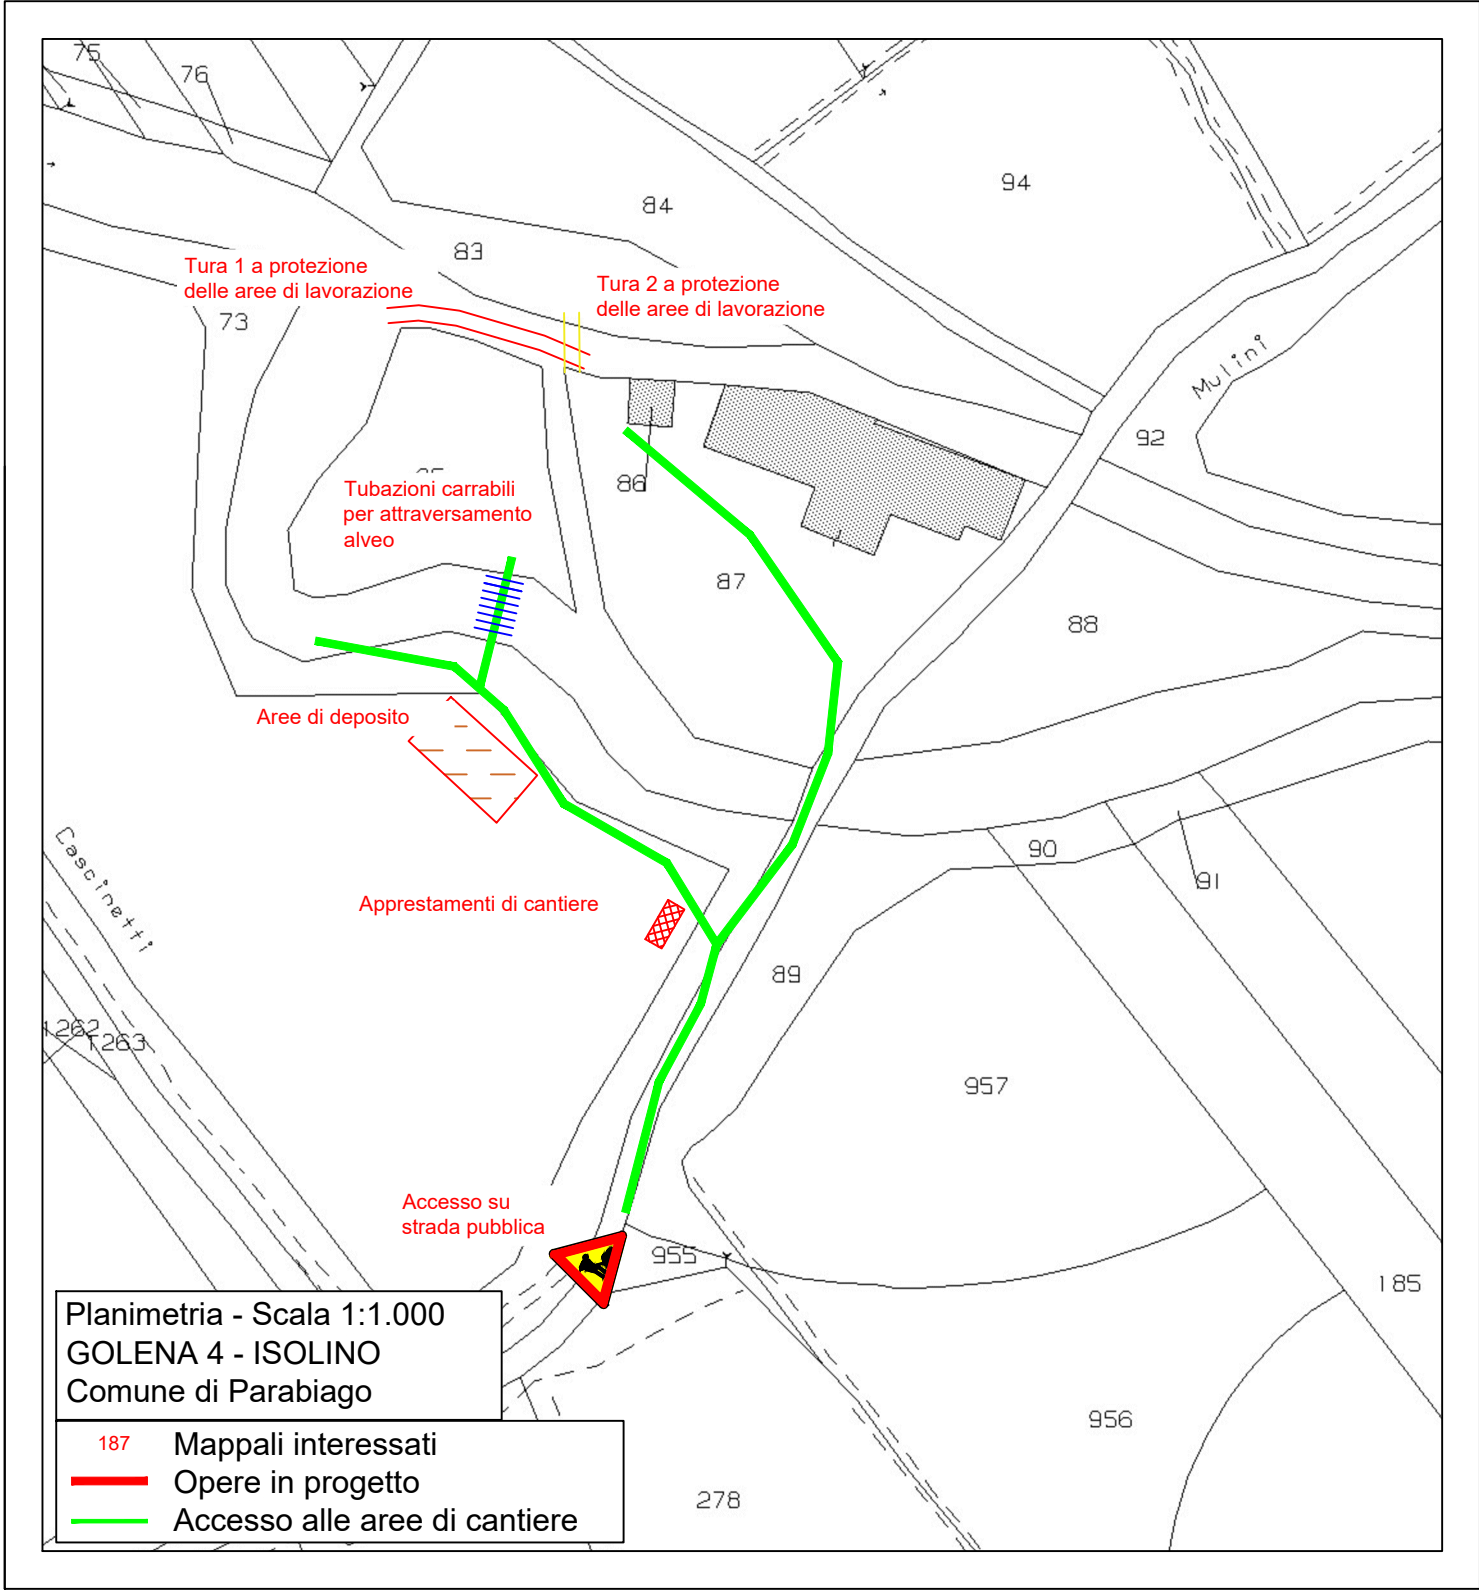 75
76
94
84
83
Tura 1 a protezione
delle aree di lavorazione
Tura 2 a protezione
delle aree di lavorazione
73
Mulini
92
86
Tubazioni carrabili
per attraversamento
alveo
87
88
Aree di deposito
90
91
Cascinetti
Apprestamenti di cantiere
89
1262
1263
957
Accesso su
strada pubblica
955
185
Planimetria - Scala 1:1.000
GOLENA 4 - ISOLINO
Comune di Parabiago
956
187 Mappali interessati
Opere in progetto
Accesso alle aree di cantiere
278